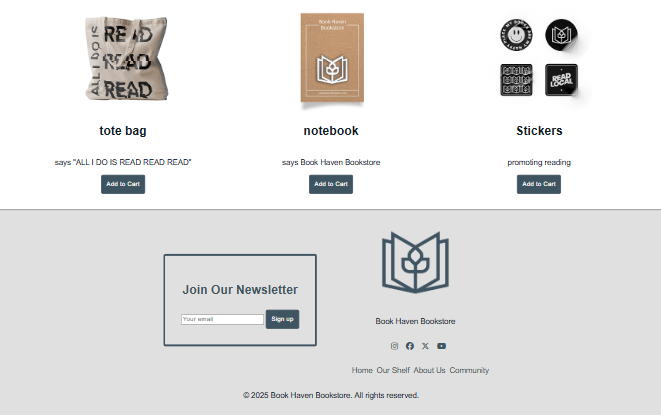 ALL I DO IS
READ
READ
READ
Book Haven
Bookstore
READ
LOCAL
tote bag
notebook
Stickers
says "ALL I DO IS READ READ READ"
says Book Haven Bookstore
promoting reading
Add to Cart
Add to Cart
Add to Cart
Join Our Newsletter
Your email
Sign up
Book Haven Bookstore
Home Our Shelf About Us Community
© 2025 Book Haven Bookstore. All rights reserved.